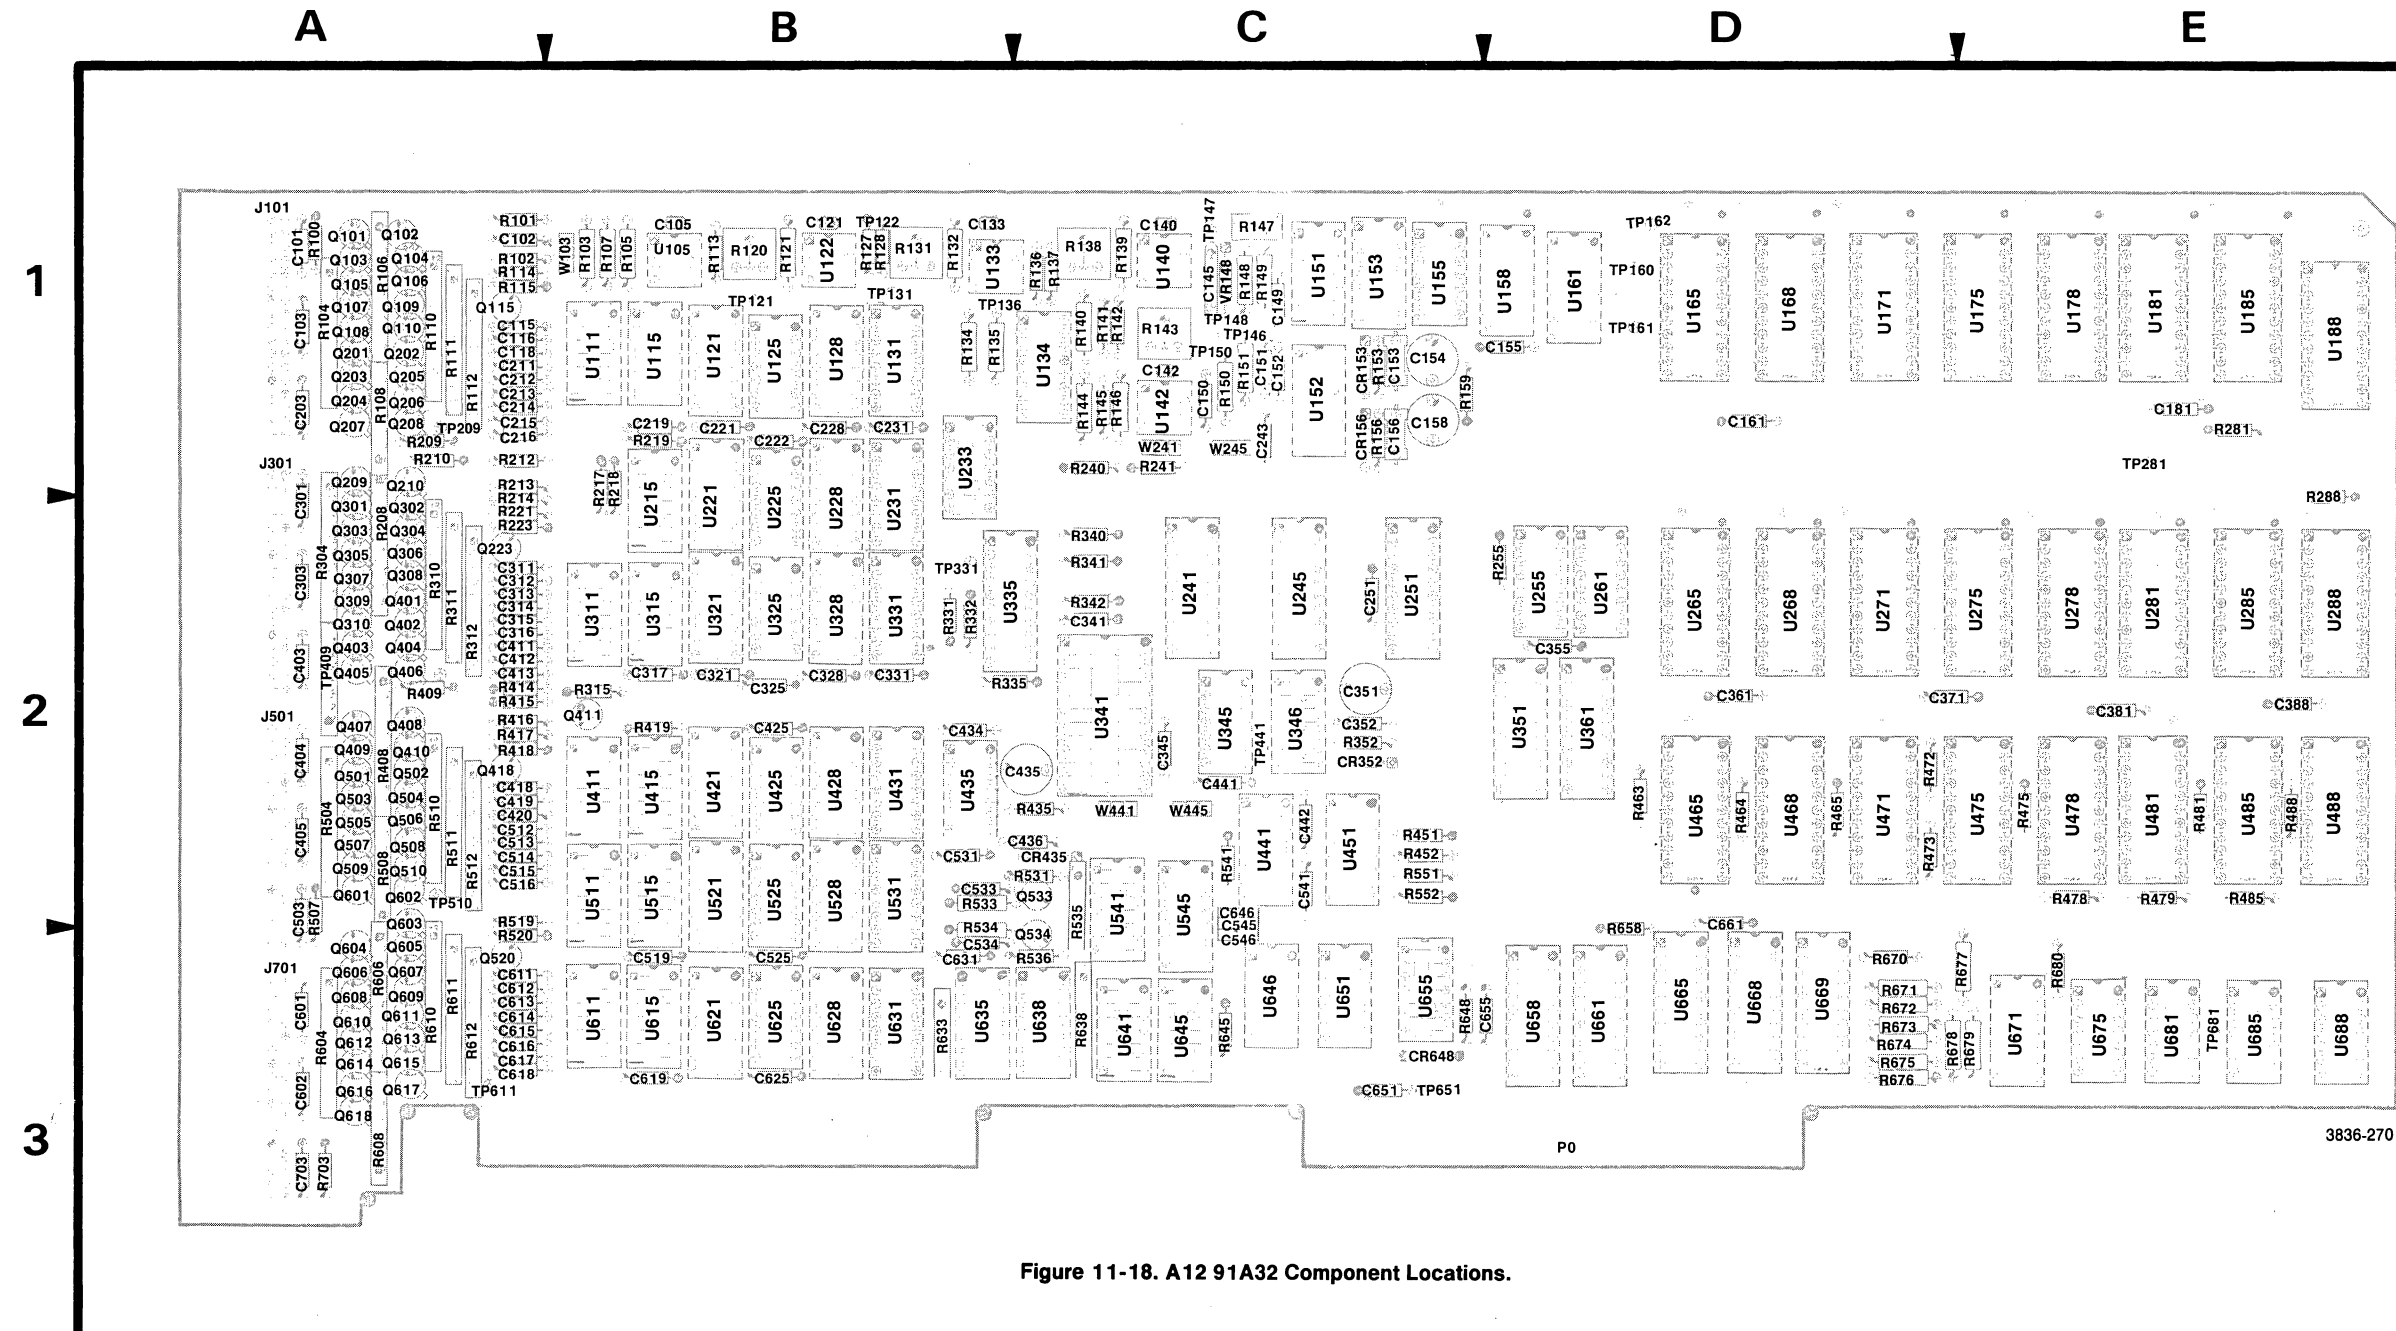 A B C D E
1
2
3
J101
C101
R100
Q101
Q102
Q103
R106
Q104
Q105
Q106
Q107
Q109
C103
R104
Q108
Q110
R110
Q201
Q202
R111
Q203
Q205
R112
C203
Q204
R108
Q206
Q207
Q208
TP209
R209
R210
R101
C102
R102
R114
R115
Q115
C115
C116
C118
C211
C212
C213
C214
C215
C216
R212
J301
C301
Q209
Q210
Q301
R208
Q302
Q303
Q304
R304
Q305
Q306
C303
Q307
Q308
R310
Q309
Q401
R311
Q310
Q402
R312
C403
TP409
Q403
Q404
Q405
Q406
R409
R213
R214
R221
R223
Q223
C311
C312
C313
C314
C315
C316
C411
C412
C413
R414
R415
J501
Q407
Q408
C404
Q409
R408
Q410
Q501
Q502
Q503
Q504
R510
C405
R504
Q505
Q506
Q507
R508
Q508
R511
Q509
Q510
R512
Q601
Q602
TP510
C503
R507
Q603
R416
R417
R418
Q418
C418
C419
C420
C512
C513
C514
C515
C516
R519
R520
Q520
J701
Q604
Q605
Q606
R606
Q607
Q608
Q609
C601
R604
Q610
Q611
R610
R611
R612
Q612
Q613
Q614
Q615
C602
Q616
Q617
TP611
Q618
R608
C703
R703
C611
C612
C613
C614
C615
C616
C617
C618
W103
R103
R107
R105
C105
U105
R113
R120
R121
C121
U122
TP122
R127
R128
R131
R132
C133
U133
TP121
TP131
TP136
U111
U115
U121
U125
U128
U131
R134
R135
U134
C219
R219
C221
C222
C228
C231
R217
R218
U215
U221
U225
U228
U231
U233
U311
U315
U321
U325
U328
U331
TP331
R331
R332
U335
R335
C317
C321
C325
C328
C331
R315
Q411
R419
C425
C434
U411
U415
U421
U425
U428
U431
U435
C435
R435
C436
CR435
C531
R531
U511
U515
U521
U525
U528
U531
C533
R533
Q533
R534
C534
Q534
C631
R536
R535
C519
C525
U611
U615
U621
U625
U628
U631
R633
U635
U638
R638
C619
C625
R136
R137
R138
R139
C140
U140
TP147
R147
C145
VR148
R148
R149
C149
TP148
TP146
R140
R141
R142
R143
TP150
R151
C151
C152
C142
R144
R145
R146
U142
C150
R150
W241
W245
C243
R240
R241
U151
U153
U155
U152
CR153
R153
C153
C154
CR156
R156
C156
C158
R159
R340
R341
R342
C341
U241
U245
C251
U251
U341
C345
U345
TP441
U346
C351
C352
R352
CR352
C441
W441
W445
R541
U441
C442
C541
U451
R451
R452
R551
R552
U541
U545
C646
C545
C546
U641
U645
R645
U646
U651
U655
R648
C655
CR648
C651
TP651
U158
U161
C155
TP162
TP160
TP161
U165
U168
U171
U175
U178
U181
U185
U188
C161
C181
R281
TP281
R288
R255
U255
U261
C355
U265
U268
U271
U275
U278
U281
U285
U288
U351
U361
C361
C371
C381
C388
R463
U465
R464
U468
R465
U471
R472
R473
U475
R475
U478
U481
R481
U485
R488
U488
R478
R479
R485
R658
C661
U658
U661
U665
U668
U669
R670
R671
R672
R673
R674
R675
R676
R677
R678
R679
R680
U671
U675
U681
TP681
U685
U688
P0
3836-270
Figure 11-18. A12 91A32 Component Locations.